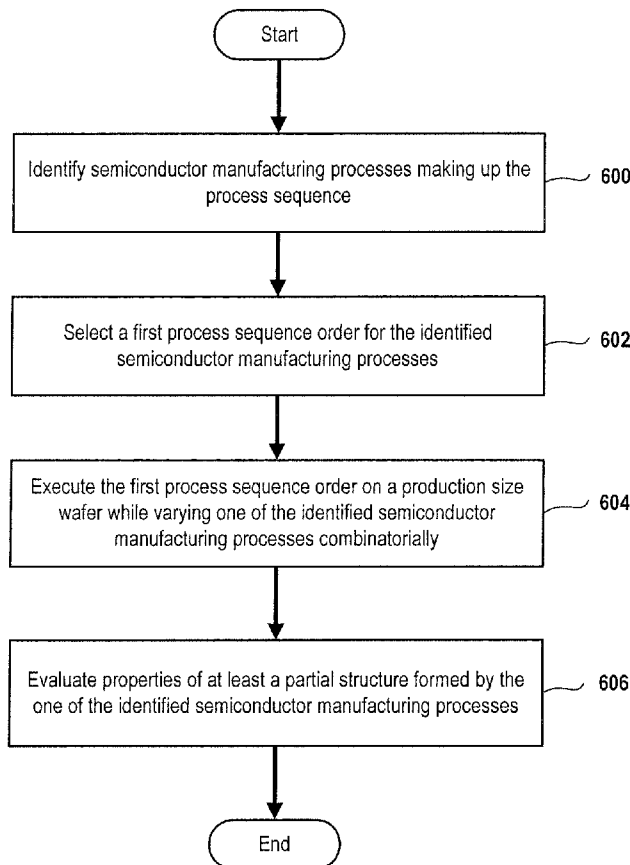 Start
Identify semiconductor manufacturing processes making up the
process sequence
600
Select a first process sequence order for the identified
semiconductor manufacturing processes
602
Execute the first process sequence order on a production size
wafer while varying one of the identified semiconductor
manufacturing processes combinatorially
604
Evaluate properties of at least a partial structure formed by the
one of the identified semiconductor manufacturing processes
606
End